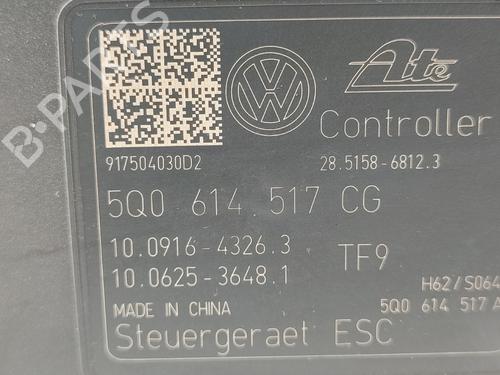 B-PARTS
Ate
Controller
917504030D2
28.5158-6812.3
5Q0 614 517 CG
10.0916-4326.3
TF9
10.0625-3648.1
H62/S064
MADE IN CHINA
5Q0 614 517 A
Steuergeraet ESC